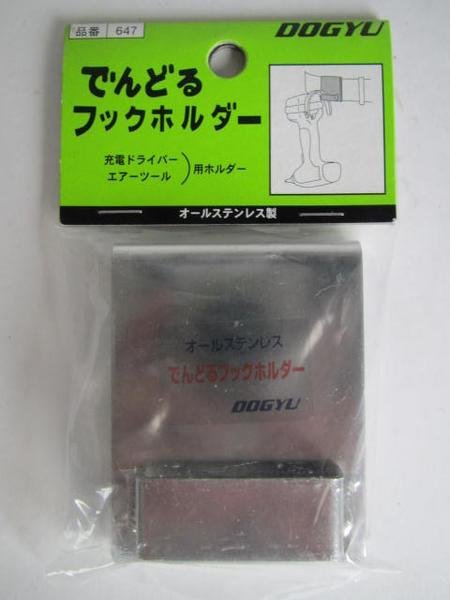 品番 647
DOGYU
でんどる
フックホルダー
充電ドライバー
エアーツール
用ホルダー
オールステンレス製
オールステンレス
でんどるフックホルダー
DOGYU